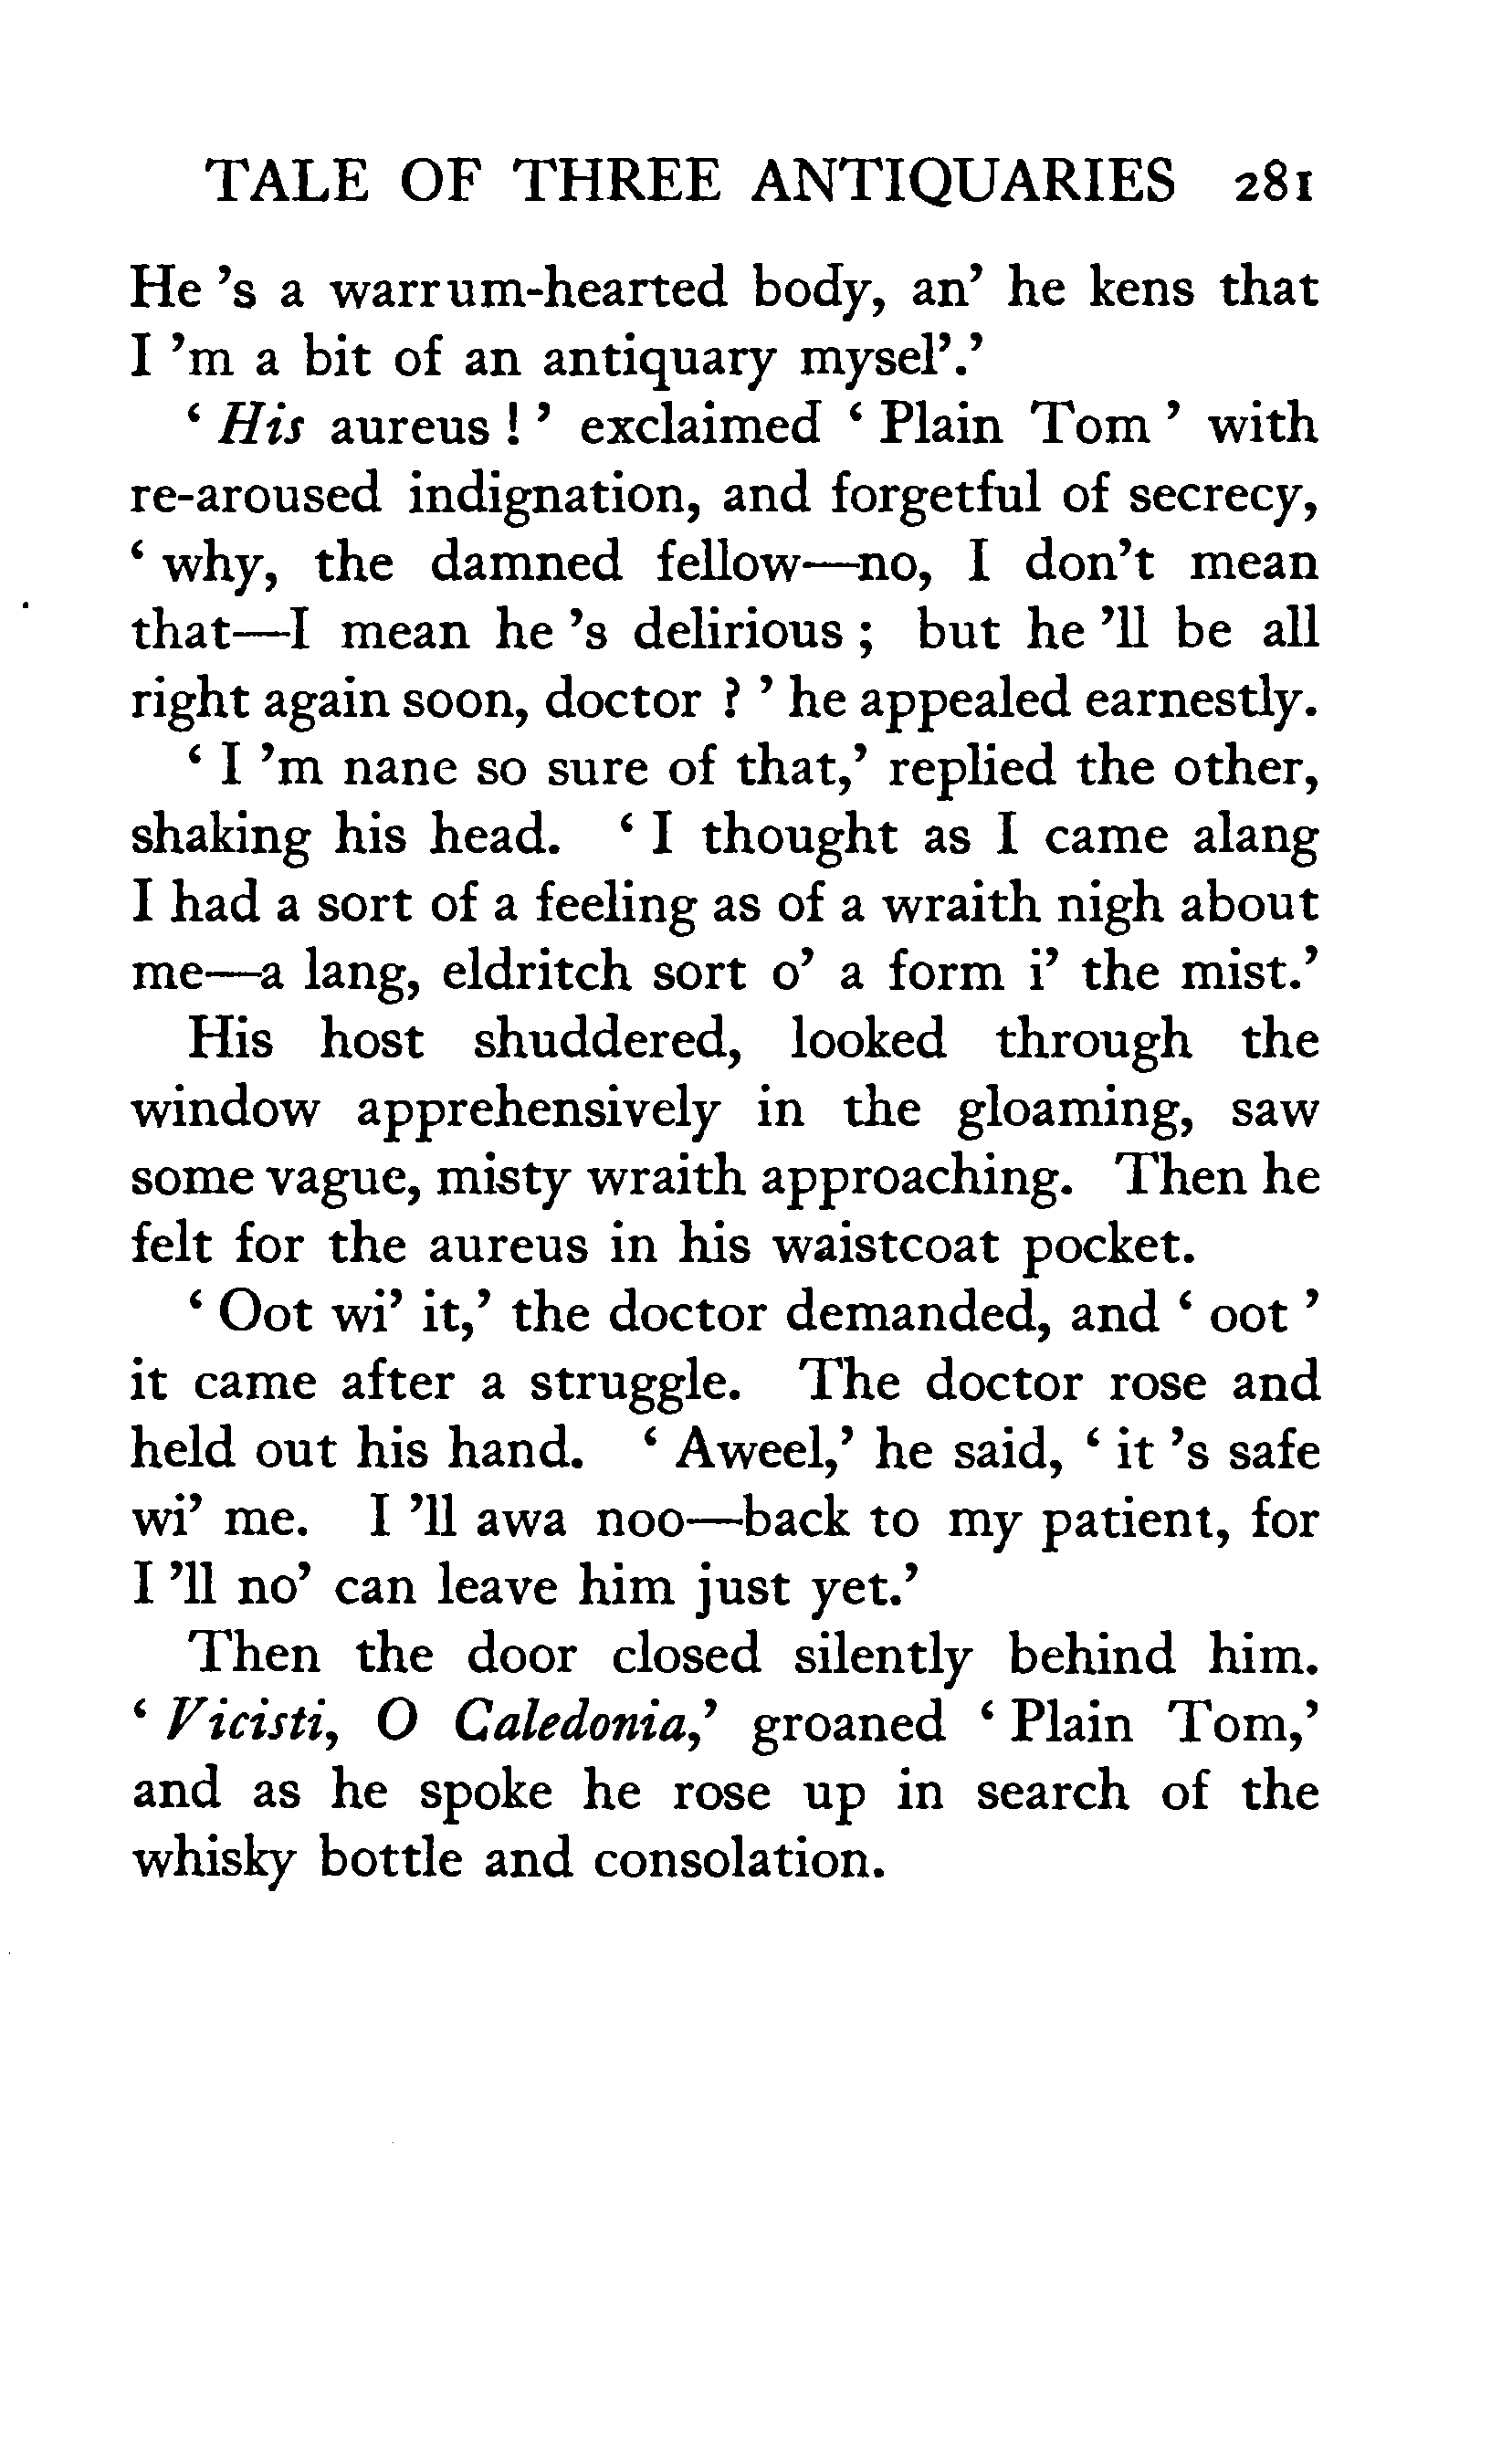 TALE OF THREE ANTIQUARIES 281
He 's a warrum-hearted body, an' he kens that
I 'm a bit of an antiquary mysel'.'
' His aureus ! ' exclaimed ' Plain Tom ' with
re-aroused indignation, and forgetful of secrecy,
' why, the damned fellow—no, I don't mean
that—I mean he 's delirious ; but he 'll be all
right again soon, doctor ? ' he appealed earnestly.
' I 'm nane so sure of that,' replied the other,
shaking his head. ' I thought as I came alang
I had a sort of a feeling as of a wraith nigh about
me—a lang, eldritch sort o' a form i' the mist.'
His host shuddered, looked through the
window apprehensively in the gloaming, saw
some vague, misty wraith approaching. Then he
felt for the aureus in his waistcoat pocket.
' Oot wi' it,' the doctor demanded, and ' oot '
it came after a struggle. The doctor rose and
held out his hand. ' Aweel,' he said, ' it 's safe
wi' me. I 'll awa noo—back to my patient, for
I 'll no' can leave him just yet.'
Then the door closed silently behind him.
' Vicisti, O Caledonia,' groaned ' Plain Tom,'
and as he spoke he rose up in search of the
whisky bottle and consolation.